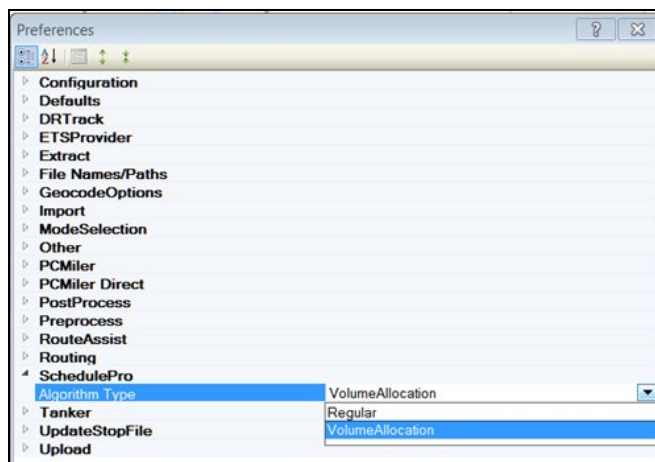 Preferences
Configuration
Defaults
DRTrack
ETSProvider
Extract
File Names/Paths
GeocodeOptions
Import
ModeSelection
Other
PCMiler
PCMiler Direct
PostProcess
Preprocess
RouteAssist
Routing
SchedulePro
Algorithm Type VolumeAllocation
Tanker Regular
UpdateStopFile VolumeAllocation
Upload